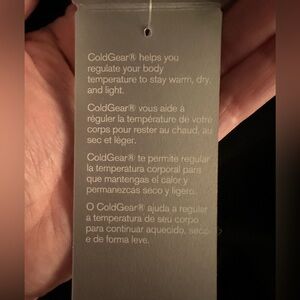 ColdGear® helps you
regulate your body
temperature to stay warm, dry,
and light.
ColdGear® vous aide à
réguler la température de votre
corps pour rester au chaud, au
sec et léger.
ColdGear® te permite regular
la temperatura corporal para
que mantengas el calor y
permanezcas seco y ligero.
O ColdGear® ajuda a regular
a temperatura de seu corpo
para continuar aquecido, seco
e de forma leve.